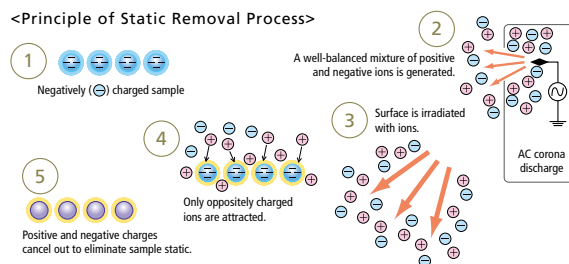 <Principle of Static Removal Process>
1
Negatively (⊖) charged sample
2
A well-balanced mixture of positive
and negative ions is generated.
AC corona
discharge
3
Surface is irradiated
with ions.
4
Only oppositely charged
ions are attracted.
5
Positive and negative charges
cancel out to eliminate sample static.